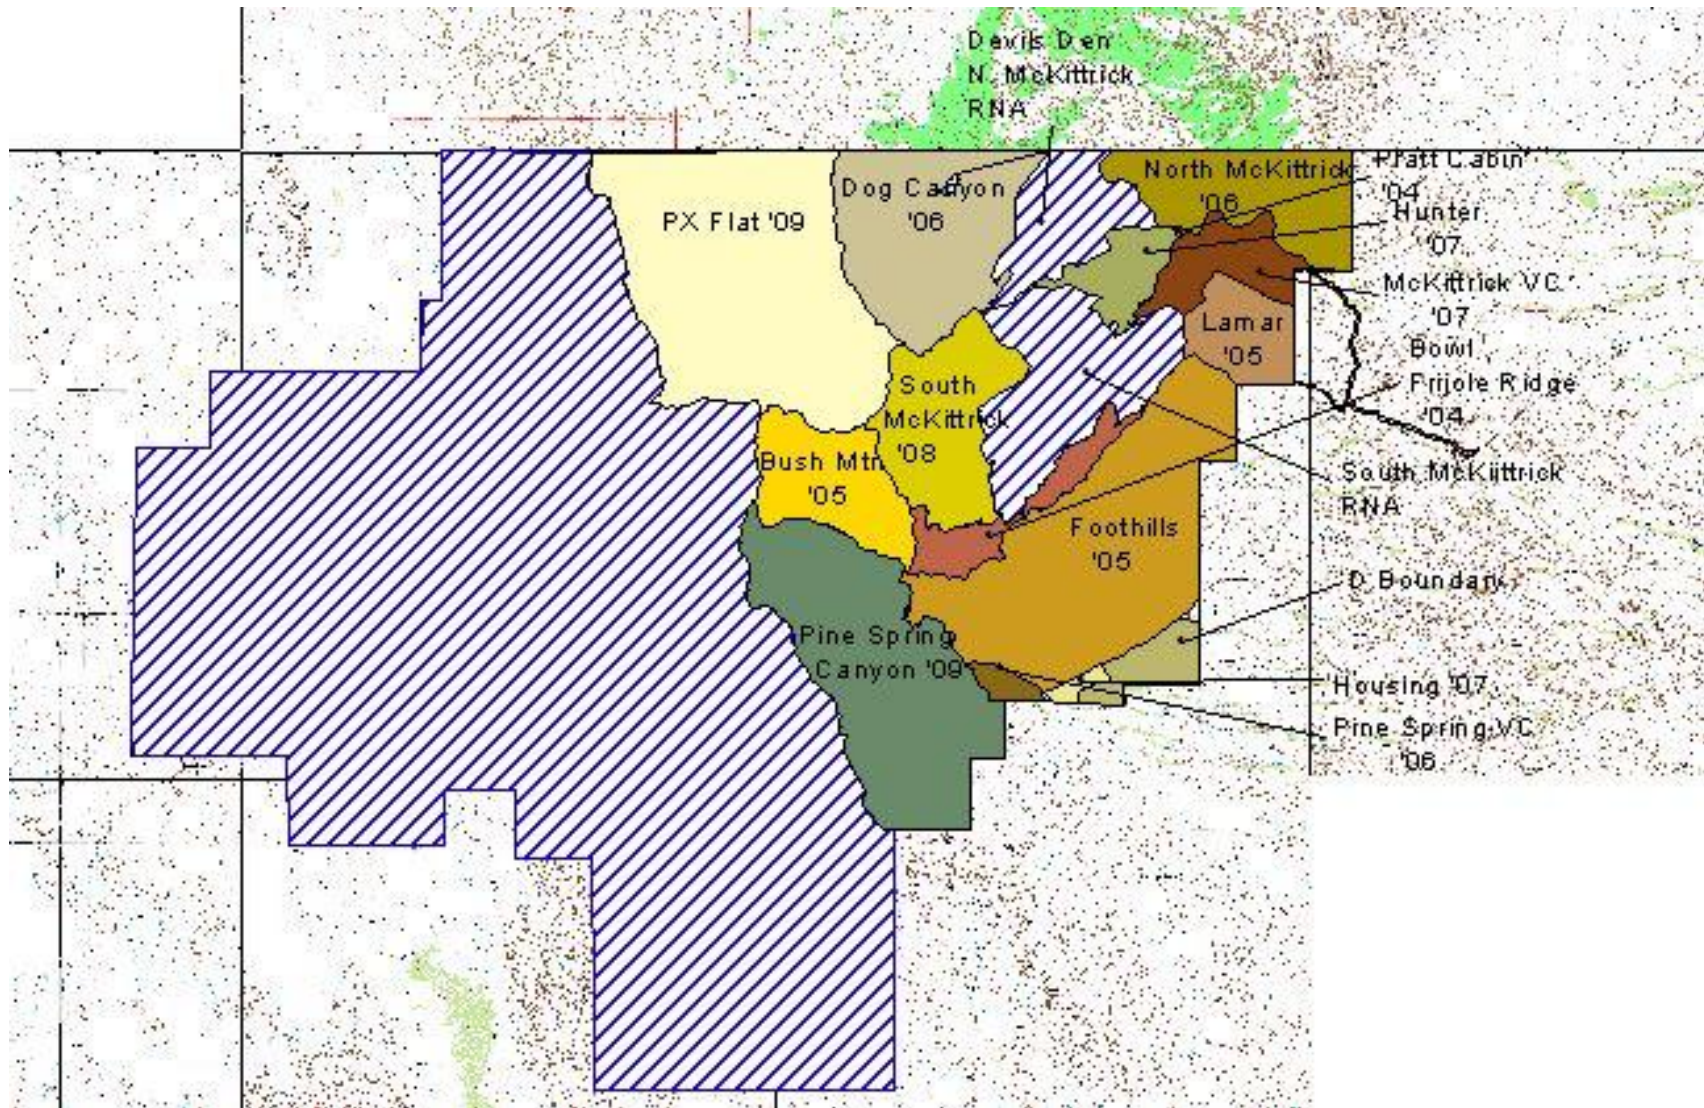 Devils Den
N. McKittrick
RNA
Dog Canyon
'06
PX Flat '09
North McKittrick
'06
Pratt Cabin
'04
Hunter
'07
McKittrick VC
'07
Lamar
'05
Bowl
Frijole Ridge
'04
South
McKittrick
'08
Bush Mtn
'05
South McKiittrick
RNA
Foothills
'05
D Boundary
Pine Spring
Canyon '09
Housing '07
Pine Spring VC
'06